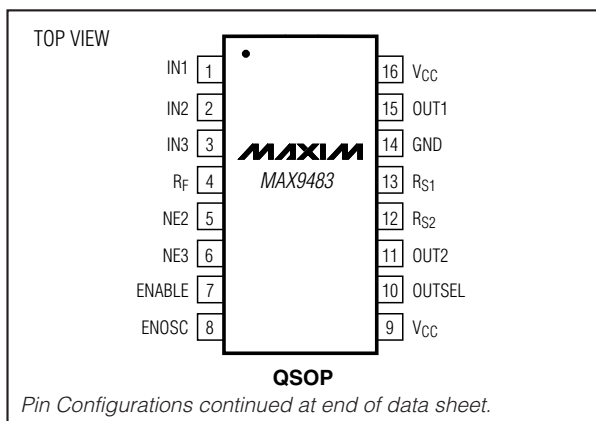 TOP VIEW
IN1 1
IN2 2
IN3 3
RF 4
NE2 5
NE3 6
ENABLE 7
ENOSC 8
MAXIM
MAX9483
16 VCC
15 OUT1
14 GND
13 RS1
12 RS2
11 OUT2
10 OUTSEL
9 VCC
QSOP
Pin Configurations continued at end of data sheet.